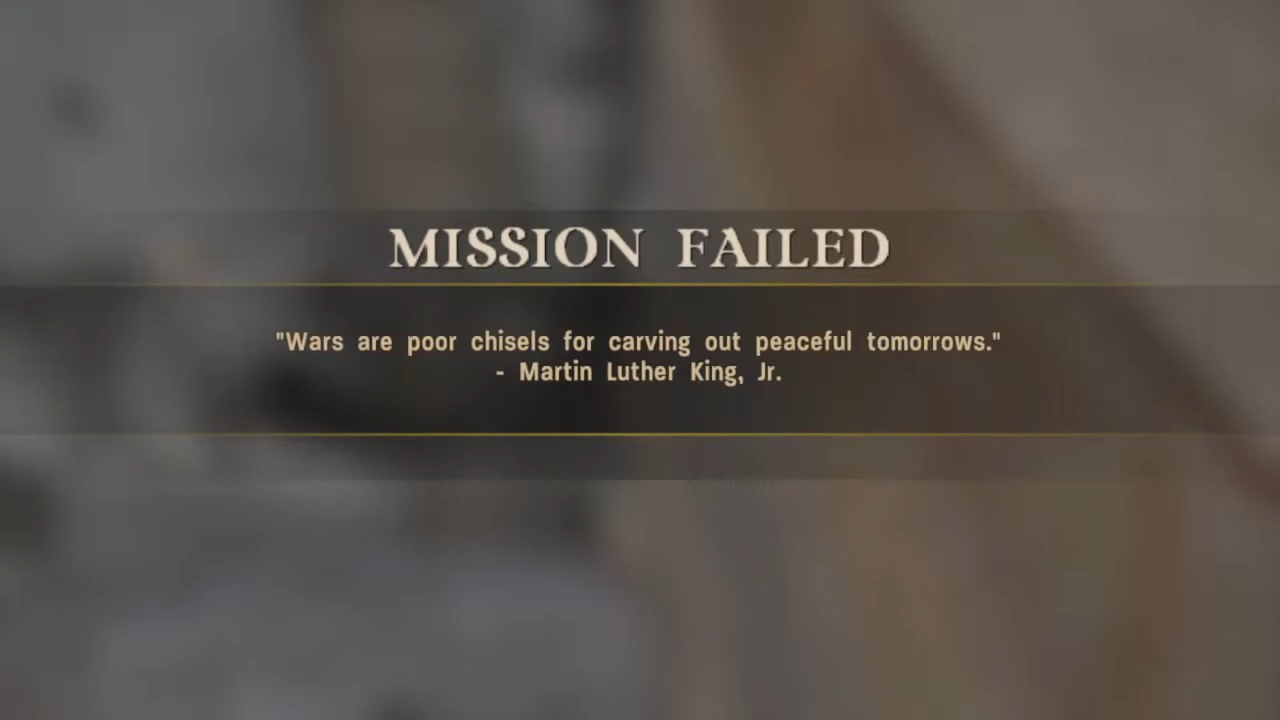 MISSION FAILED
"Wars are poor chisels for carving out peaceful tomorrows."
- Martin Luther King, Jr.